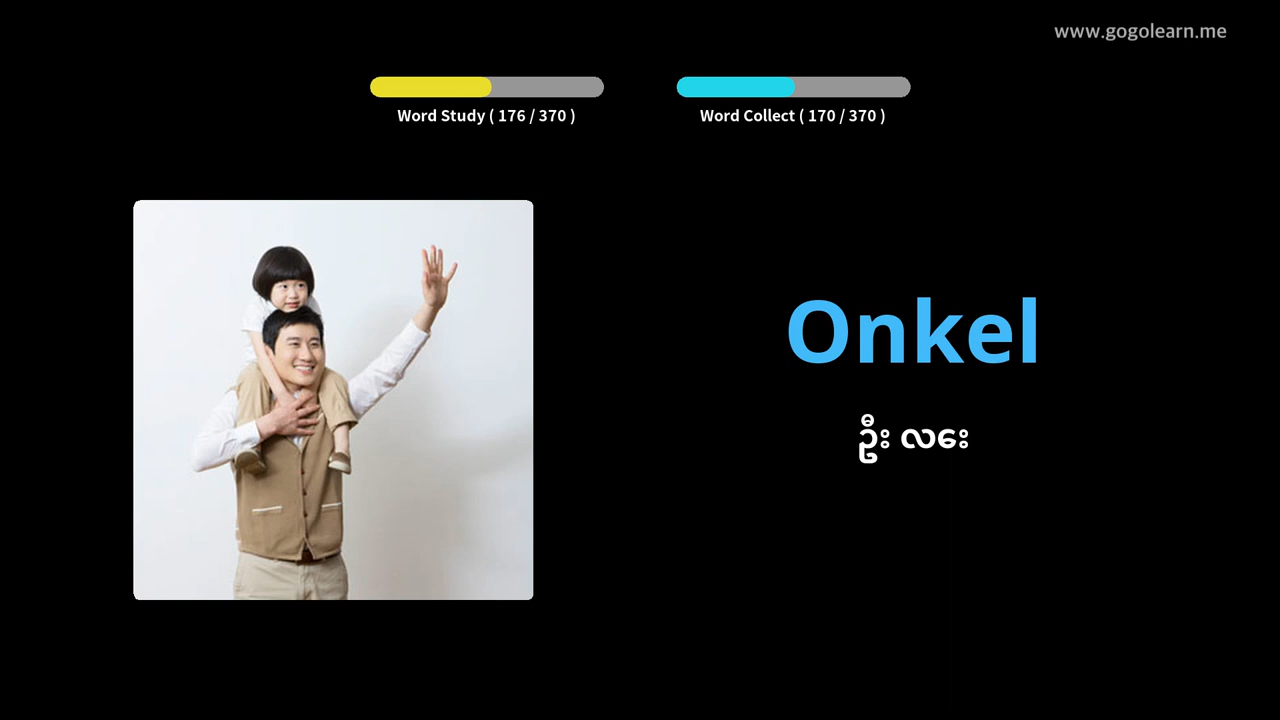 www.gogolearn.me
Word Study ( 176 / 370 )
Word Collect ( 170 / 370 )
Onkel
ဦး လးေ